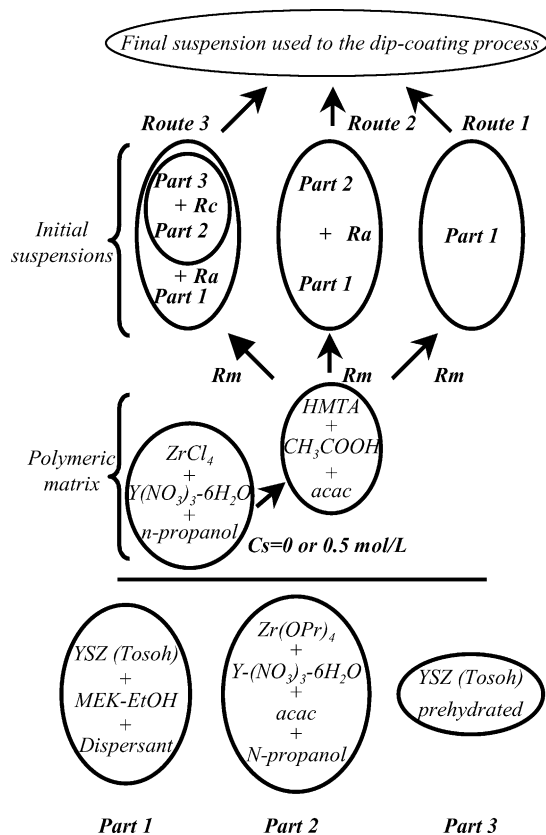 Final suspension used to the dip-coating process
Route 3
Route 2
Route 1
Initial
suspensions
Part 3
+ Rc
Part 2
+ Ra
Part 1
Part 2
+ Ra
Part 1
Part 1
Rm
Rm
Rm
Polymeric
matrix
ZrCl4
+
Y(NO3)3-6H2O
+
n-propanol
HMTA
+
CH3COOH
+
acac
Cs=0 or 0.5 mol/L
YSZ (Tosoh)
+
MEK-EtOH
+
Dispersant
Zr(OPr)4
+
Y-(NO3)3-6H2O
+
acac
+
N-propanol
YSZ (Tosoh)
prehydrated
Part 1
Part 2
Part 3